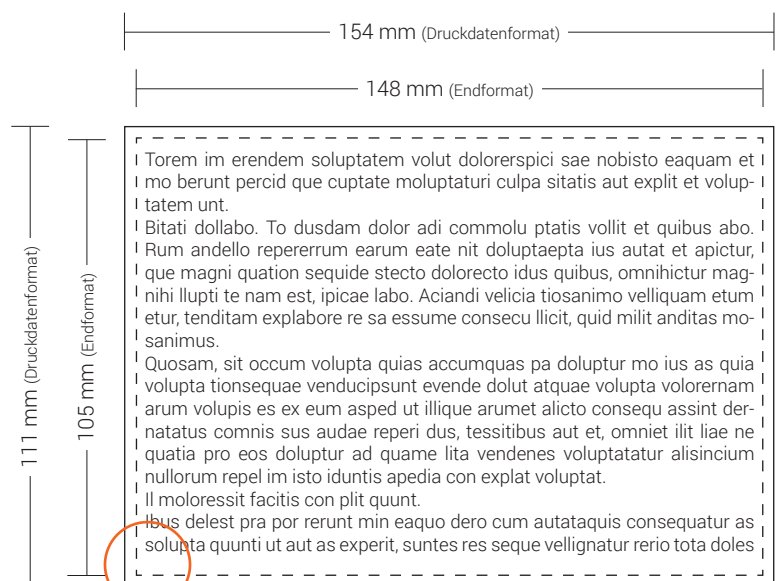 154 mm (Druckdatenformat)
148 mm (Endformat)
111 mm (Druckdatenformat)
105 mm (Endformat)
Torem im erendem soluptatem volut dolorerspici sae nobisto eaquam et
mo berunt percid que cuptate moluptaturi culpa sitatis aut explit et volup-
tatem unt.
Bitati dollabo. To dusdam dolor adi commolu ptatis vollit et quibus abo.
Rum andello repererrum earum eate nit doluptaepta ius autat et apictur,
que magni quation sequide stecto dolorecto idus quibus, omnihictur mag-
nihi llupti te nam est, ipicae labo. Aciandi velicia tiosanimo velliquam etum
etur, tenditam explabore re sa essume consecu llicit, quid milit anditas mo-
sanimus.
Quosam, sit occum volupta quias accumquas pa doluptur mo ius as quia
volupta tionsequae venducipsunt evende dolut atquae volupta volorernam
arum volupis es ex eum asped ut illique arumet alicto consequ assint der-
natatus comnis sus audae reperi dus, tessitibus aut et, omniet ilit liae ne
quatia pro eos doluptur ad quame lita vendenes voluptatatur alisincium
nullorum repel im isto iduntis apedia con explat voluptat.
Il moloressit facitis con plit quunt.
Ibus delest pra por rerunt min eaquo dero cum autataquis consequatur as
solupta quunti ut aut as experit, suntes res seque vellignatur rerio tota doles